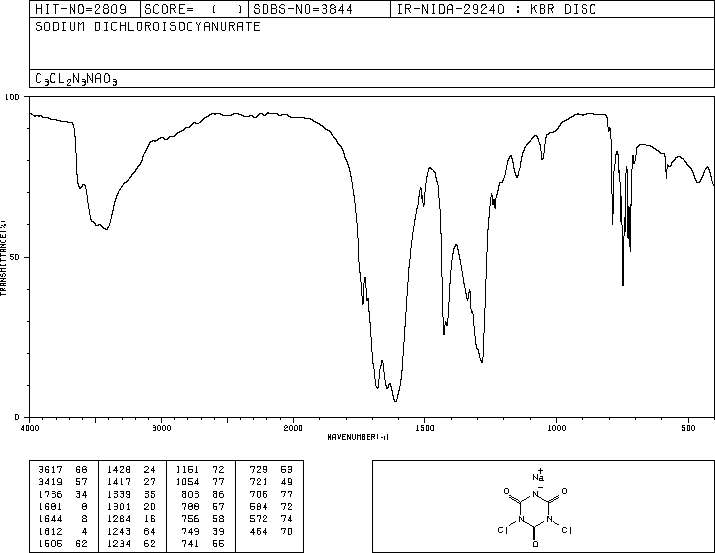 HIT-NO=2809 SCORE= ( ) SDBS-NO=3844 IR-NIDA-29240 : KBR DISC
SODIUM DICHLOROISOCYANURATE
C3CL2N3NAO3
100
50
0
TRANSMITTANCE(%)
4000 3000 2000 1500 1000 500
WAVENUMBER(-1)
3617 66 1428 24 1151 72 729 53
3419 57 1417 27 1054 77 721 49
1736 34 1339 35 803 86 706 77
1681 8 1301 20 788 57 584 72
1644 8 1284 16 756 58 572 74
1612 4 1243 64 749 39 464 70
1505 62 1234 62 741 55
+
Na
−
O N O
N N
Cl Cl
O